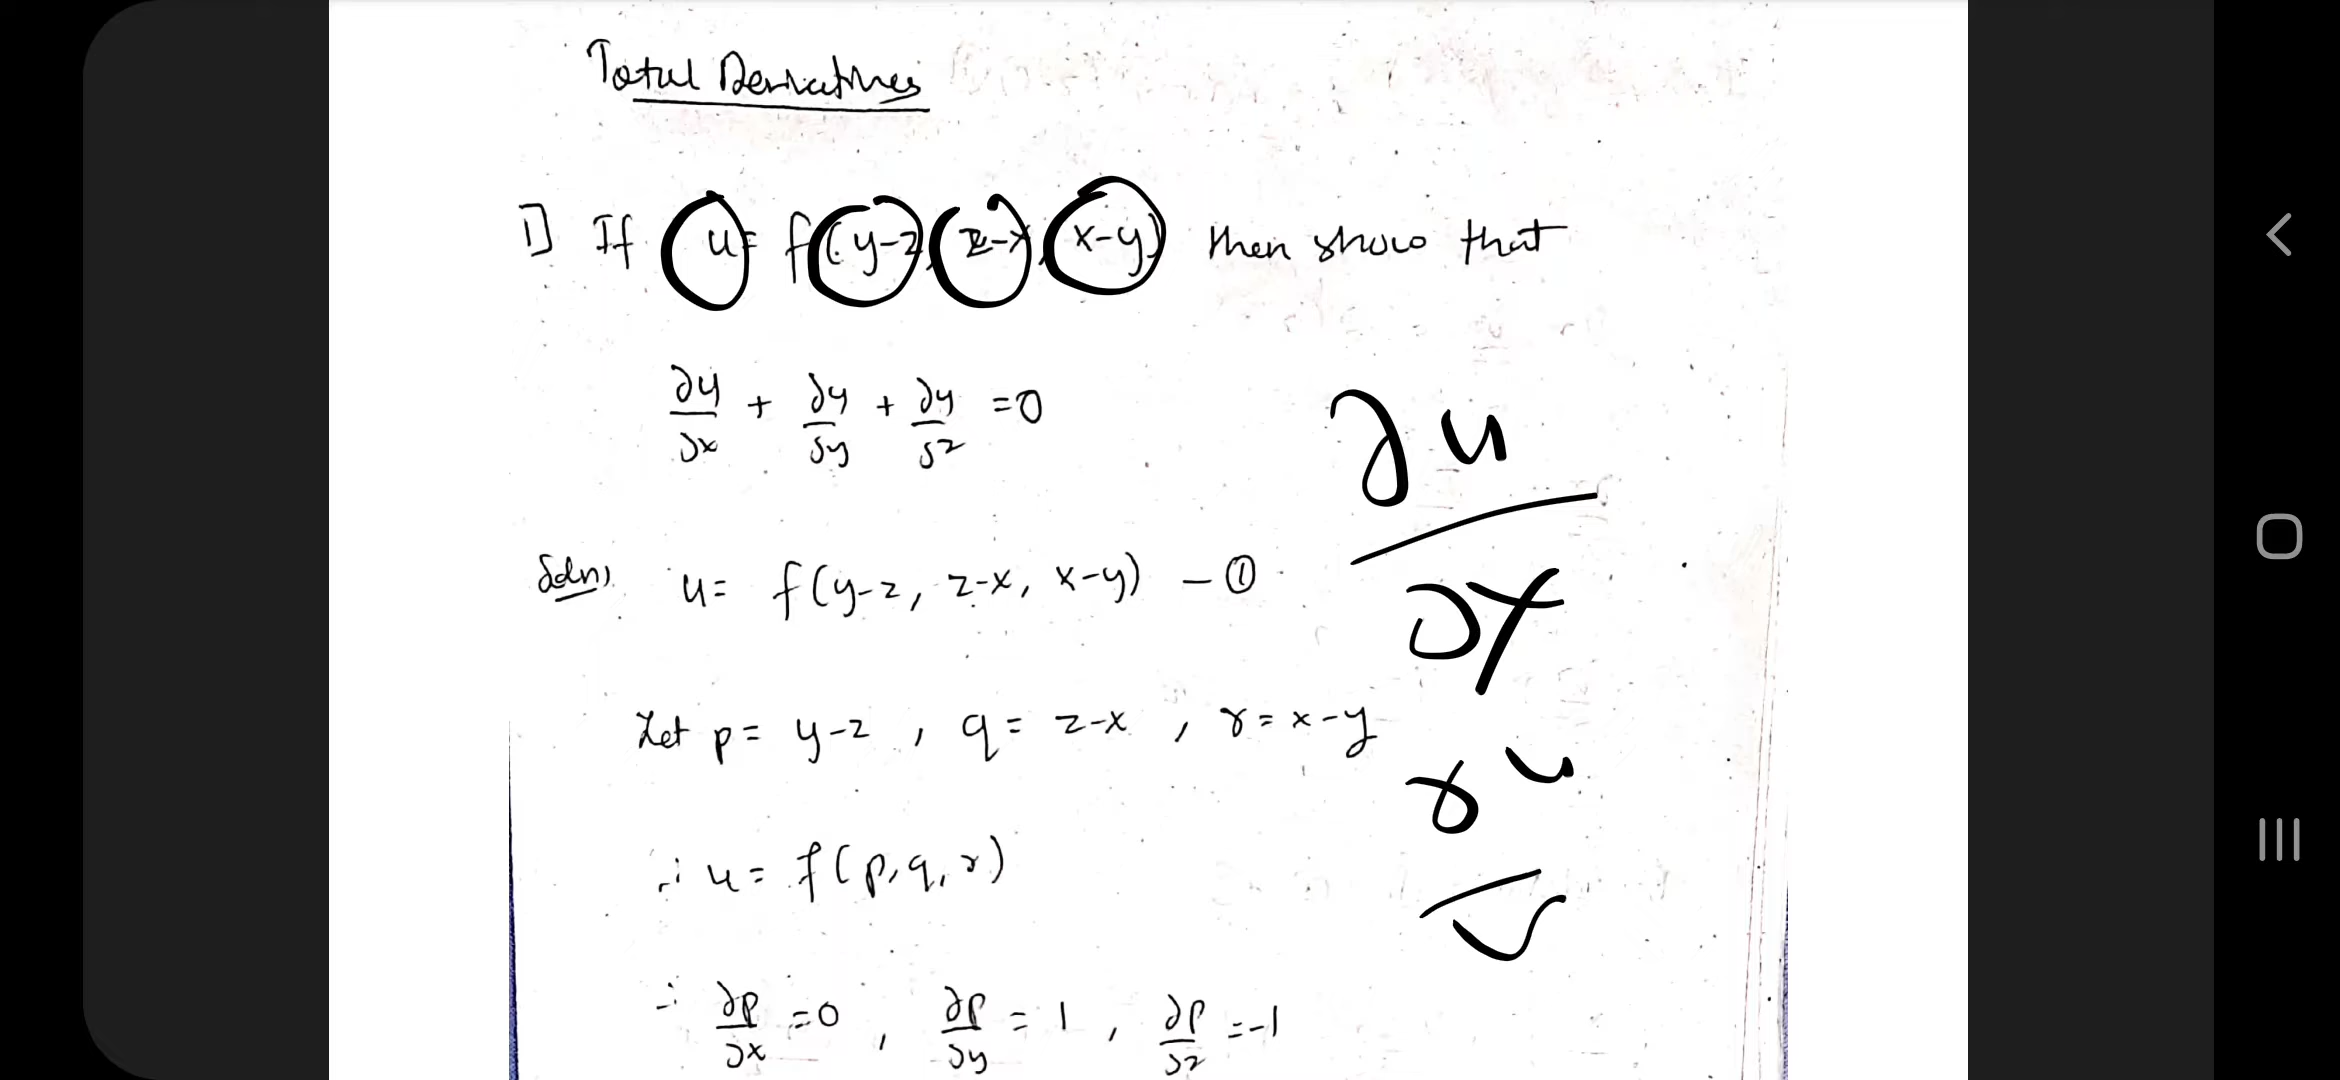 Total Derivatives
1] If u = f(y-z, z-x, x-y) then show that
∂u/∂x + ∂u/∂y + ∂u/∂z = 0
∂u
Soln) u = f(y-z, z-x, x-y) - ①
Let p = y-z , q = z-x , r = x-y
∴ u = f(p, q, r)
∴ ∂p/∂x = 0 , ∂p/∂y = 1 , ∂p/∂z = -1